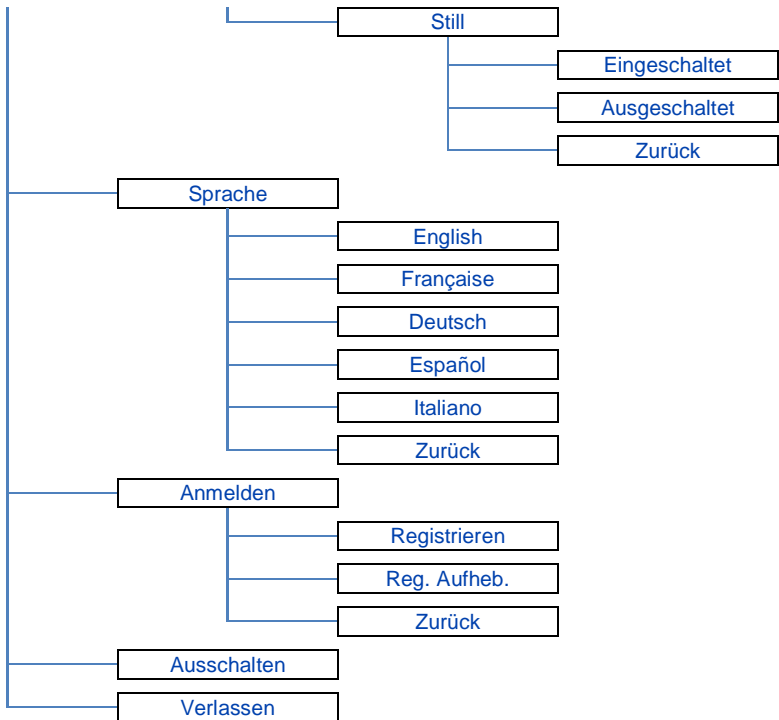 Still
Eingeschaltet
Ausgeschaltet
Zurück
Sprache
English
Française
Deutsch
Español
Italiano
Zurück
Anmelden
Registrieren
Reg. Aufheb.
Zurück
Ausschalten
Verlassen